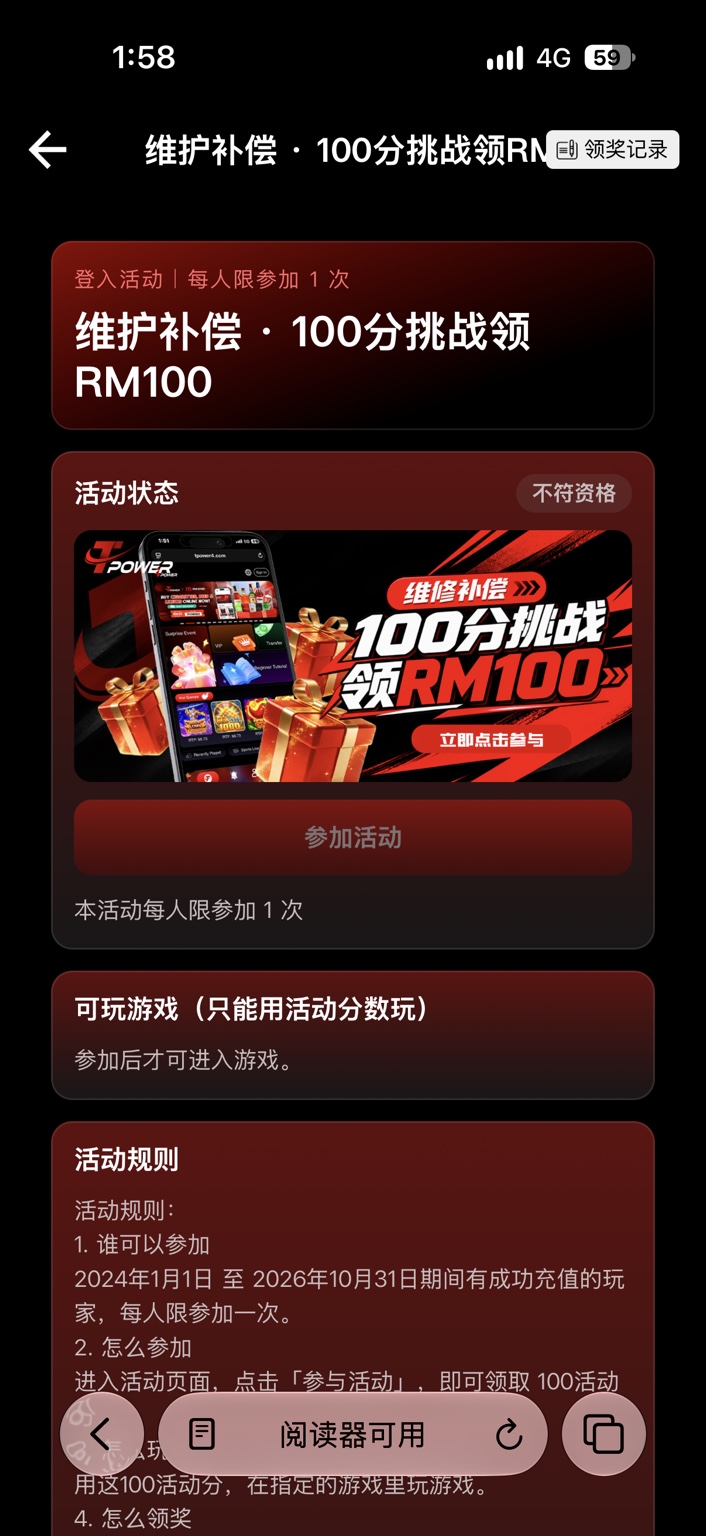 1:58
4G 59
维护补偿 · 100分挑战领RM
领奖记录
登入活动｜每人限参加 1 次
维护补偿 · 100分挑战领
RM100
活动状态
不符资格
TPOWER
tpower4.com
Surprise Event
VIP
Transfer
Beginner Tutorial
Recently Played
维修补偿
100分挑战
领RM100
立即点击参与
参加活动
本活动每人限参加 1 次
可玩游戏（只能用活动分数玩）
参加后才可进入游戏。
活动规则
活动规则：
1. 谁可以参加
2024年1月1日 至 2026年10月31日期间有成功充值的玩
家，每人限参加一次。
2. 怎么参加
进入活动页面，点击「参与活动」，即可领取 100活动
阅读器可用
用这100活动分，在指定的游戏里玩游戏。
4. 怎么领奖